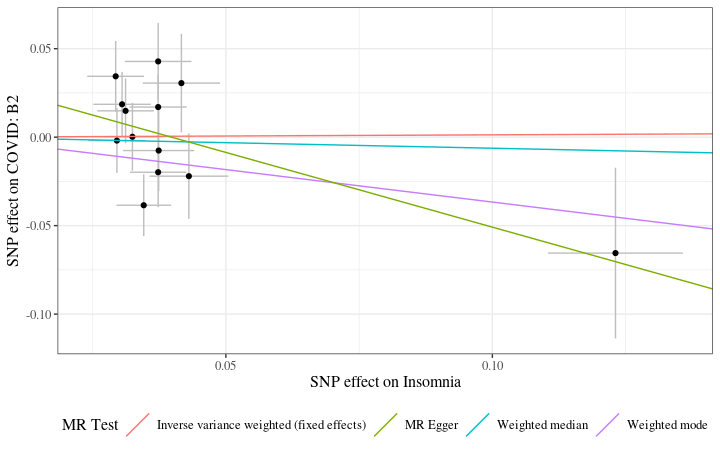 0.05
0.00
-0.05
-0.10
SNP effect on COVID: B2
0.05
0.10
SNP effect on Insomnia
MR Test
Inverse variance weighted (fixed effects)
MR Egger
Weighted median
Weighted mode